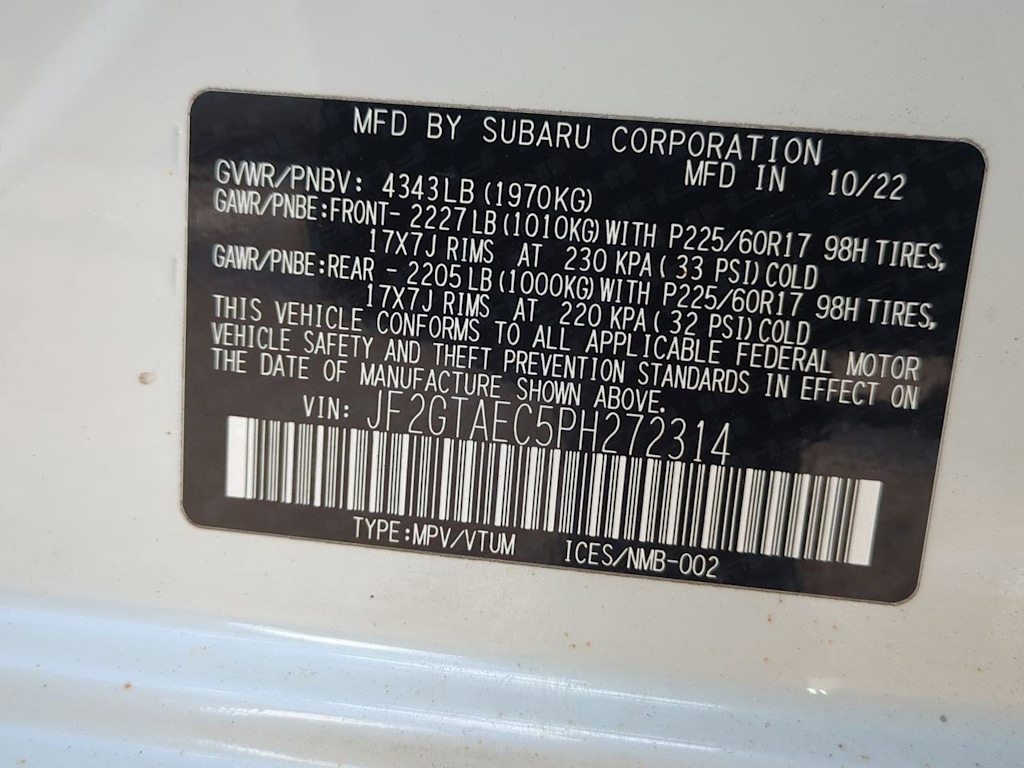 MFD BY SUBARU CORPORATION
MFD IN 10/22
GVWR/PNBV: 4343LB (1970KG)
GAWR/PNBE:FRONT- 2227LB (1010KG) WITH P225/60R17 98H TIRES,
17X7J RIMS AT 230 KPA ( 33 PSI) COLD
GAWR/PNBE:REAR - 2205LB (1000KG) WITH P225/60R17 98H TIRES,
17X7J RIMS AT 220 KPA ( 32 PSI) COLD
THIS VEHICLE CONFORMS TO ALL APPLICABLE FEDERAL MOTOR
VEHICLE SAFETY AND THEFT PREVENTION STANDARDS IN EFFECT ON
THE DATE OF MANUFACTURE SHOWN ABOVE.
VIN: JF2GTAEC5PH272314
TYPE:MPV/VTUM ICES/NMB-002